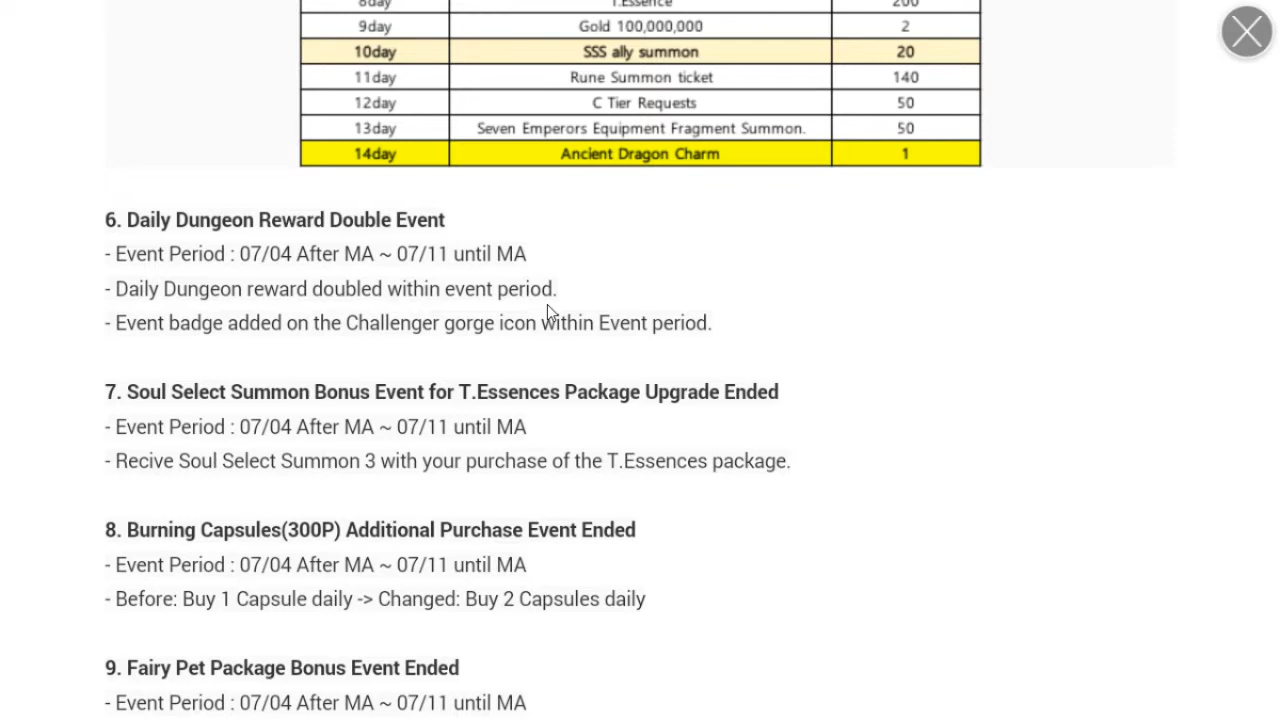 8day T.Essence 200
9day Gold 100,000,000 2
10day SSS ally summon 20
11day Rune Summon ticket 140
12day C Tier Requests 50
13day Seven Emperors Equipment Fragment Summon. 50
14day Ancient Dragon Charm 1
6. Daily Dungeon Reward Double Event
- Event Period : 07/04 After MA ~ 07/11 until MA
- Daily Dungeon reward doubled within event period.
- Event badge added on the Challenger gorge icon within Event period.
7. Soul Select Summon Bonus Event for T.Essences Package Upgrade Ended
- Event Period : 07/04 After MA ~ 07/11 until MA
- Recive Soul Select Summon 3 with your purchase of the T.Essences package.
8. Burning Capsules(300P) Additional Purchase Event Ended
- Event Period : 07/04 After MA ~ 07/11 until MA
- Before: Buy 1 Capsule daily -> Changed: Buy 2 Capsules daily
9. Fairy Pet Package Bonus Event Ended
- Event Period : 07/04 After MA ~ 07/11 until MA